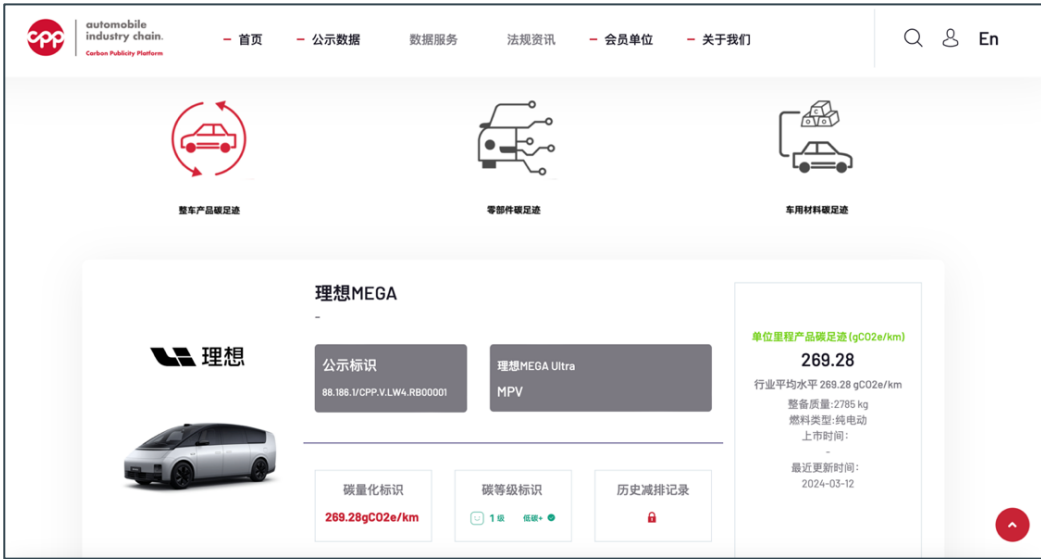 cpp
automobile
industry chain.
Carbon Publicity Platform
首页
公示数据
数据服务
法规资讯
会员单位
关于我们
En
整车产品碳足迹
零部件碳足迹
车用材料碳足迹
理想
理想MEGA
-
公示标识
88.186.1/CPP.V.LW4.RB00001
理想MEGA Ultra
MPV
碳量化标识
269.28gCO2e/km
碳等级标识
1 级 低碳+
历史减排记录
单位里程产品碳足迹(gCO2e/km)
269.28
行业平均水平 269.28 gCO2e/km
整备质量:2785 kg
燃料类型:纯电动
上市时间:
-
最近更新时间:
2024-03-12